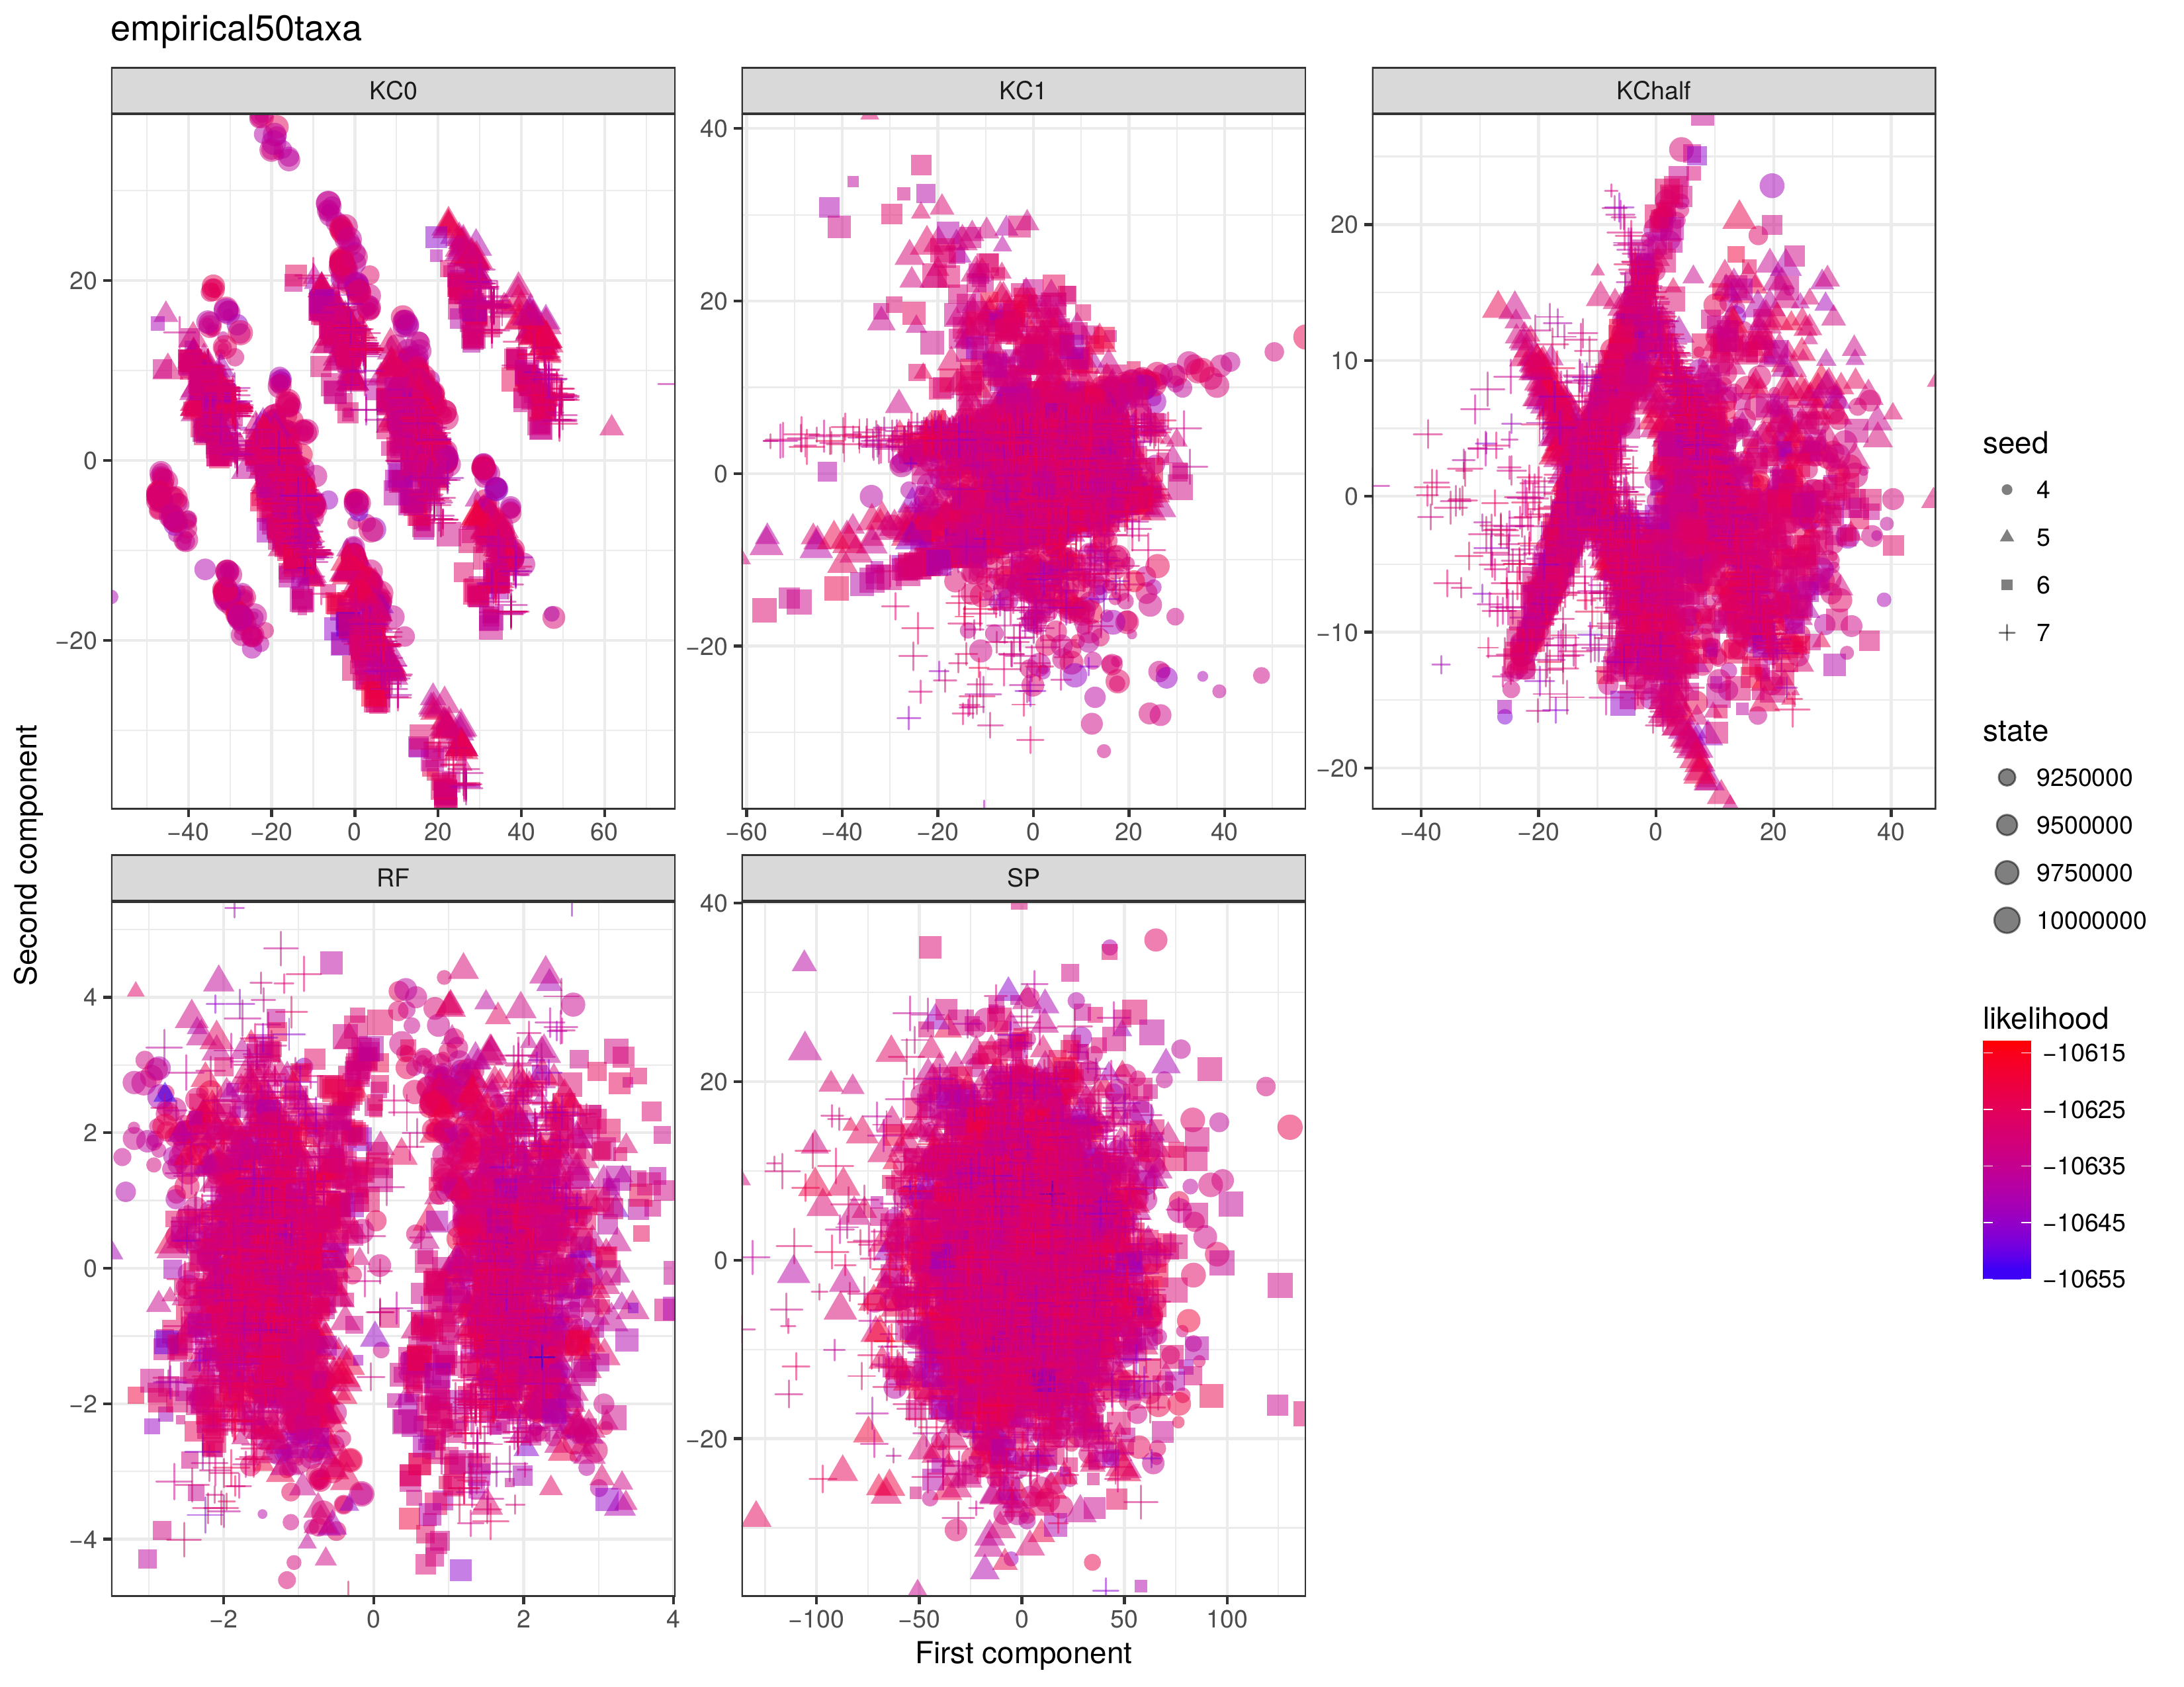 empirical50taxa
KC0
KC1
KChalf
20
0
−20
−40 −20 0 20 40 60
40
20
0
−20
−60 −40 −20 0 20 40
20
10
0
−10
−20
−40 −20 0 20 40
RF
SP
4
2
0
−2
−4
−2 0 2 4
40
20
0
−20
−100 −50 0 50 100
Second component
First component
seed
4
5
6
7
state
9250000
9500000
9750000
10000000
likelihood
−10615
−10625
−10635
−10645
−10655